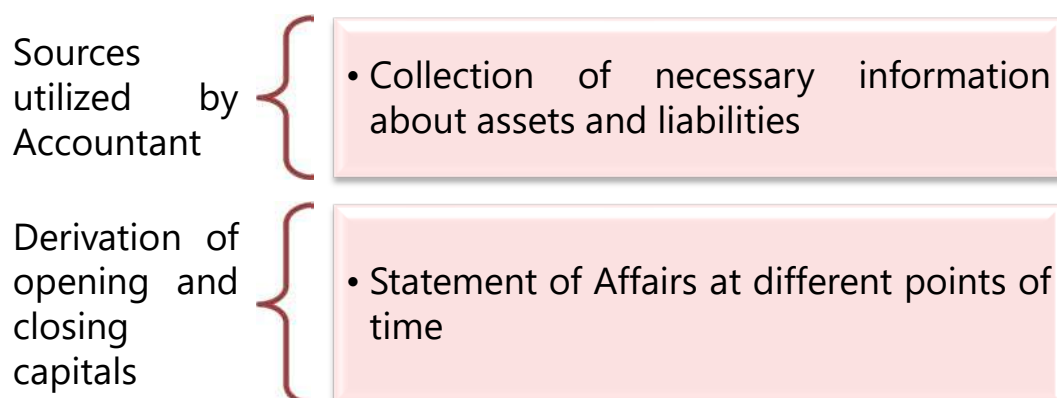 Sources
utilized by
Accountant
• Collection of necessary information
about assets and liabilities
Derivation of
opening and
closing
capitals
• Statement of Affairs at different points of
time